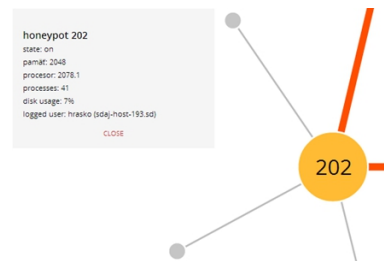 honeypot 202
state: on
pamäť: 2048
procesor: 2078.1
processes: 41
disk usage: 7%
logged user: hrasko (sdaj-host-193.sd)
CLOSE
202